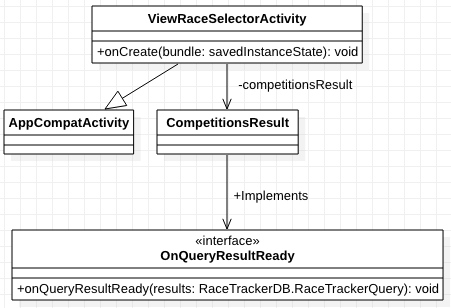 ViewRaceSelectorActivity
+onCreate(bundle: savedInstanceState): void
-competitionsResult
AppCompatActivity
CompetitionsResult
+Implements
«interface»
OnQueryResultReady
+onQueryResultReady(results: RaceTrackerDB.RaceTrackerQuery): void